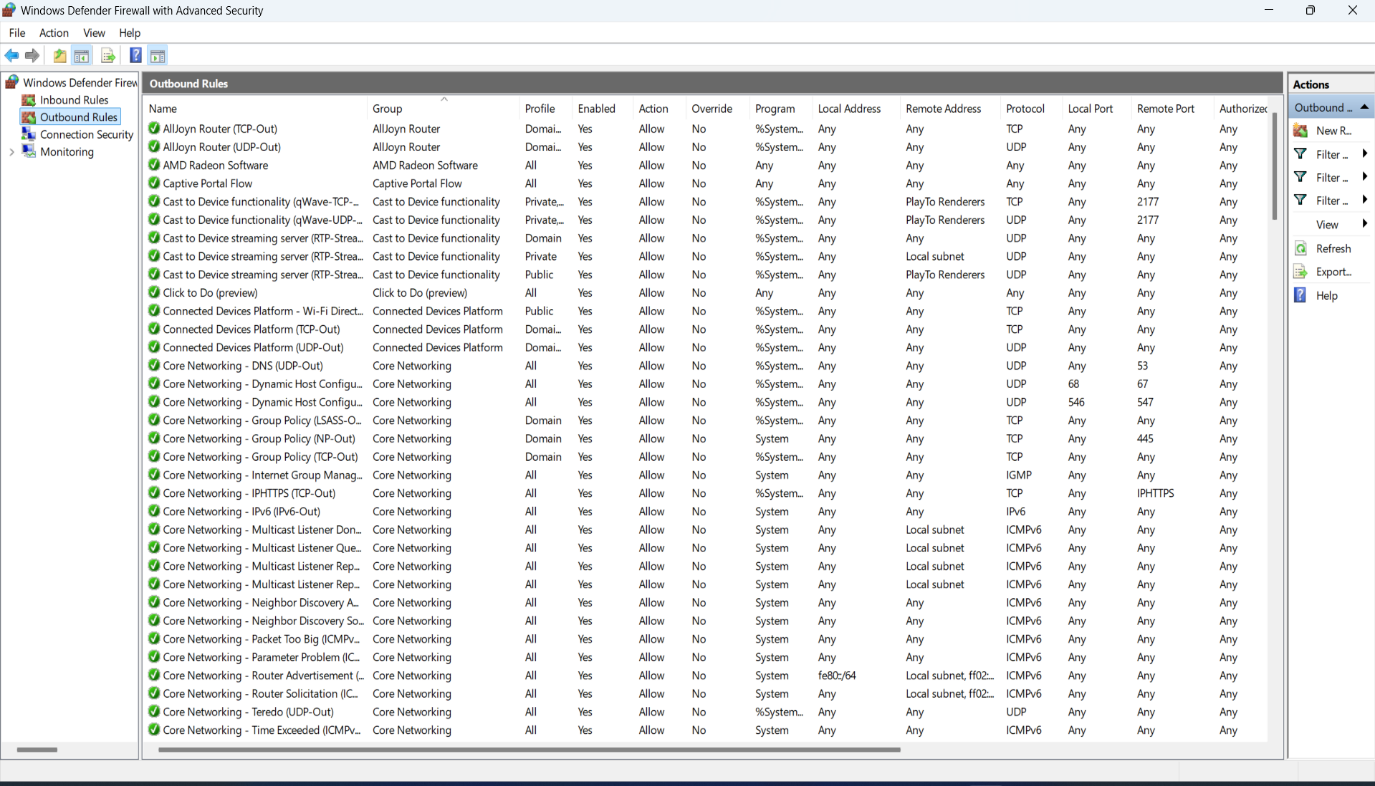 Windows Defender Firewall with Advanced Security
File Action View Help
Windows Defender Firew
Inbound Rules
Outbound Rules
Connection Security
Monitoring
Outbound Rules
Name Group Profile Enabled Action Override Program Local Address Remote Address Protocol Local Port Remote Port Authorized
AllJoyn Router (TCP-Out) AllJoyn Router Domai... Yes Allow No %System... Any Any TCP Any Any Any
AllJoyn Router (UDP-Out) AllJoyn Router Domai... Yes Allow No %System... Any Any UDP Any Any Any
AMD Radeon Software AMD Radeon Software All Yes Allow No Any Any Any Any Any Any Any
Captive Portal Flow Captive Portal Flow All Yes Allow No Any Any Any Any Any Any Any
Cast to Device functionality (qWave-TCP-... Cast to Device functionality Private,... Yes Allow No %System... Any PlayTo Renderers TCP Any 2177 Any
Cast to Device functionality (qWave-UDP-... Cast to Device functionality Private,... Yes Allow No %System... Any PlayTo Renderers UDP Any 2177 Any
Cast to Device streaming server (RTP-Strea... Cast to Device functionality Domain Yes Allow No %System... Any Any UDP Any Any Any
Cast to Device streaming server (RTP-Strea... Cast to Device functionality Private Yes Allow No %System... Any Local subnet UDP Any Any Any
Cast to Device streaming server (RTP-Strea... Cast to Device functionality Public Yes Allow No %System... Any PlayTo Renderers UDP Any Any Any
Click to Do (preview) Click to Do (preview) All Yes Allow No Any Any Any Any Any Any Any
Connected Devices Platform - Wi-Fi Direct... Connected Devices Platform Public Yes Allow No %System... Any Any TCP Any Any Any
Connected Devices Platform (TCP-Out) Connected Devices Platform Domai... Yes Allow No %System... Any Any TCP Any Any Any
Connected Devices Platform (UDP-Out) Connected Devices Platform Domai... Yes Allow No %System... Any Any UDP Any Any Any
Core Networking - DNS (UDP-Out) Core Networking All Yes Allow No %System... Any Any UDP Any 53 Any
Core Networking - Dynamic Host Configu... Core Networking All Yes Allow No %System... Any Any UDP 68 67 Any
Core Networking - Dynamic Host Configu... Core Networking All Yes Allow No %System... Any Any UDP 546 547 Any
Core Networking - Group Policy (LSASS-O... Core Networking Domain Yes Allow No %System... Any Any TCP Any Any Any
Core Networking - Group Policy (NP-Out) Core Networking Domain Yes Allow No System Any Any TCP Any 445 Any
Core Networking - Group Policy (TCP-Out) Core Networking Domain Yes Allow No %System... Any Any TCP Any Any Any
Core Networking - Internet Group Manag... Core Networking All Yes Allow No System Any Any IGMP Any Any Any
Core Networking - IPHTTPS (TCP-Out) Core Networking All Yes Allow No %System... Any Any TCP Any IPHTTPS Any
Core Networking - IPv6 (IPv6-Out) Core Networking All Yes Allow No System Any Any IPv6 Any Any Any
Core Networking - Multicast Listener Don... Core Networking All Yes Allow No System Any Local subnet ICMPv6 Any Any Any
Core Networking - Multicast Listener Que... Core Networking All Yes Allow No System Any Local subnet ICMPv6 Any Any Any
Core Networking - Multicast Listener Rep... Core Networking All Yes Allow No System Any Local subnet ICMPv6 Any Any Any
Core Networking - Multicast Listener Rep... Core Networking All Yes Allow No System Any Local subnet ICMPv6 Any Any Any
Core Networking - Neighbor Discovery A... Core Networking All Yes Allow No System Any Any ICMPv6 Any Any Any
Core Networking - Neighbor Discovery So... Core Networking All Yes Allow No System Any Any ICMPv6 Any Any Any
Core Networking - Packet Too Big (ICMPv... Core Networking All Yes Allow No System Any Any ICMPv6 Any Any Any
Core Networking - Parameter Problem (IC... Core Networking All Yes Allow No System Any Any ICMPv6 Any Any Any
Core Networking - Router Advertisement (... Core Networking All Yes Allow No System fe80::/64 Local subnet, ff02:... ICMPv6 Any Any Any
Core Networking - Router Solicitation (IC... Core Networking All Yes Allow No System Any Local subnet, ff02:... ICMPv6 Any Any Any
Core Networking - Teredo (UDP-Out) Core Networking All Yes Allow No %System... Any Any UDP Any Any Any
Core Networking - Time Exceeded (ICMPv... Core Networking All Yes Allow No System Any Any ICMPv6 Any Any Any
Actions
Outbound ...
New R...
Filter ...
Filter ...
Filter ...
View
Refresh
Export...
Help